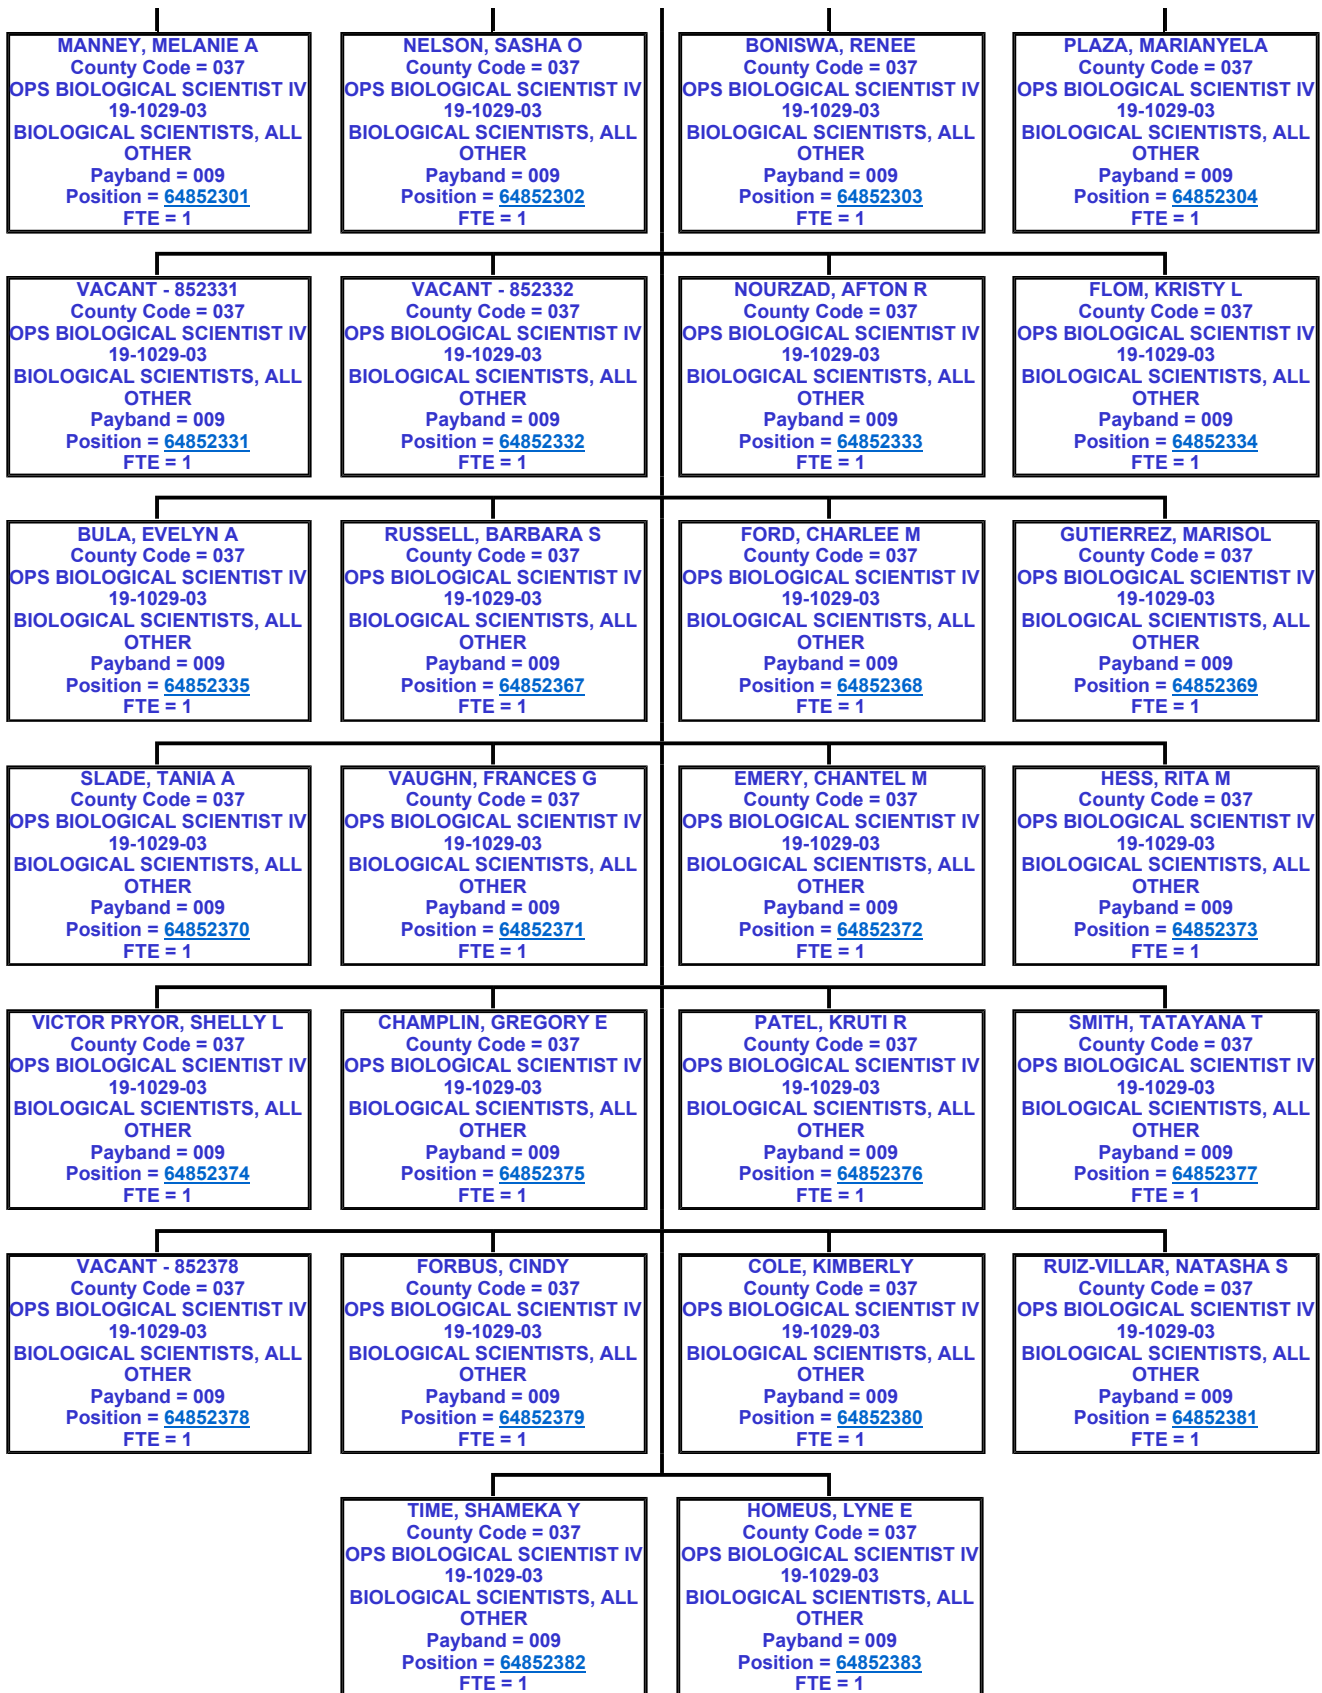 MANNEY, MELANIE A
County Code = 037
OPS BIOLOGICAL SCIENTIST IV
19-1029-03
BIOLOGICAL SCIENTISTS, ALL
OTHER
Payband = 009
Position = 64852301
FTE = 1
NELSON, SASHA O
County Code = 037
OPS BIOLOGICAL SCIENTIST IV
19-1029-03
BIOLOGICAL SCIENTISTS, ALL
OTHER
Payband = 009
Position = 64852302
FTE = 1
BONISWA, RENEE
County Code = 037
OPS BIOLOGICAL SCIENTIST IV
19-1029-03
BIOLOGICAL SCIENTISTS, ALL
OTHER
Payband = 009
Position = 64852303
FTE = 1
PLAZA, MARIANYELA
County Code = 037
OPS BIOLOGICAL SCIENTIST IV
19-1029-03
BIOLOGICAL SCIENTISTS, ALL
OTHER
Payband = 009
Position = 64852304
FTE = 1
VACANT - 852331
County Code = 037
OPS BIOLOGICAL SCIENTIST IV
19-1029-03
BIOLOGICAL SCIENTISTS, ALL
OTHER
Payband = 009
Position = 64852331
FTE = 1
VACANT - 852332
County Code = 037
OPS BIOLOGICAL SCIENTIST IV
19-1029-03
BIOLOGICAL SCIENTISTS, ALL
OTHER
Payband = 009
Position = 64852332
FTE = 1
NOURZAD, AFTON R
County Code = 037
OPS BIOLOGICAL SCIENTIST IV
19-1029-03
BIOLOGICAL SCIENTISTS, ALL
OTHER
Payband = 009
Position = 64852333
FTE = 1
FLOM, KRISTY L
County Code = 037
OPS BIOLOGICAL SCIENTIST IV
19-1029-03
BIOLOGICAL SCIENTISTS, ALL
OTHER
Payband = 009
Position = 64852334
FTE = 1
BULA, EVELYN A
County Code = 037
OPS BIOLOGICAL SCIENTIST IV
19-1029-03
BIOLOGICAL SCIENTISTS, ALL
OTHER
Payband = 009
Position = 64852335
FTE = 1
RUSSELL, BARBARA S
County Code = 037
OPS BIOLOGICAL SCIENTIST IV
19-1029-03
BIOLOGICAL SCIENTISTS, ALL
OTHER
Payband = 009
Position = 64852367
FTE = 1
FORD, CHARLEE M
County Code = 037
OPS BIOLOGICAL SCIENTIST IV
19-1029-03
BIOLOGICAL SCIENTISTS, ALL
OTHER
Payband = 009
Position = 64852368
FTE = 1
GUTIERREZ, MARISOL
County Code = 037
OPS BIOLOGICAL SCIENTIST IV
19-1029-03
BIOLOGICAL SCIENTISTS, ALL
OTHER
Payband = 009
Position = 64852369
FTE = 1
SLADE, TANIA A
County Code = 037
OPS BIOLOGICAL SCIENTIST IV
19-1029-03
BIOLOGICAL SCIENTISTS, ALL
OTHER
Payband = 009
Position = 64852370
FTE = 1
VAUGHN, FRANCES G
County Code = 037
OPS BIOLOGICAL SCIENTIST IV
19-1029-03
BIOLOGICAL SCIENTISTS, ALL
OTHER
Payband = 009
Position = 64852371
FTE = 1
EMERY, CHANTEL M
County Code = 037
OPS BIOLOGICAL SCIENTIST IV
19-1029-03
BIOLOGICAL SCIENTISTS, ALL
OTHER
Payband = 009
Position = 64852372
FTE = 1
HESS, RITA M
County Code = 037
OPS BIOLOGICAL SCIENTIST IV
19-1029-03
BIOLOGICAL SCIENTISTS, ALL
OTHER
Payband = 009
Position = 64852373
FTE = 1
VICTOR PRYOR, SHELLY L
County Code = 037
OPS BIOLOGICAL SCIENTIST IV
19-1029-03
BIOLOGICAL SCIENTISTS, ALL
OTHER
Payband = 009
Position = 64852374
FTE = 1
CHAMPLIN, GREGORY E
County Code = 037
OPS BIOLOGICAL SCIENTIST IV
19-1029-03
BIOLOGICAL SCIENTISTS, ALL
OTHER
Payband = 009
Position = 64852375
FTE = 1
PATEL, KRUTI R
County Code = 037
OPS BIOLOGICAL SCIENTIST IV
19-1029-03
BIOLOGICAL SCIENTISTS, ALL
OTHER
Payband = 009
Position = 64852376
FTE = 1
SMITH, TATAYANA T
County Code = 037
OPS BIOLOGICAL SCIENTIST IV
19-1029-03
BIOLOGICAL SCIENTISTS, ALL
OTHER
Payband = 009
Position = 64852377
FTE = 1
VACANT - 852378
County Code = 037
OPS BIOLOGICAL SCIENTIST IV
19-1029-03
BIOLOGICAL SCIENTISTS, ALL
OTHER
Payband = 009
Position = 64852378
FTE = 1
FORBUS, CINDY
County Code = 037
OPS BIOLOGICAL SCIENTIST IV
19-1029-03
BIOLOGICAL SCIENTISTS, ALL
OTHER
Payband = 009
Position = 64852379
FTE = 1
COLE, KIMBERLY
County Code = 037
OPS BIOLOGICAL SCIENTIST IV
19-1029-03
BIOLOGICAL SCIENTISTS, ALL
OTHER
Payband = 009
Position = 64852380
FTE = 1
RUIZ-VILLAR, NATASHA S
County Code = 037
OPS BIOLOGICAL SCIENTIST IV
19-1029-03
BIOLOGICAL SCIENTISTS, ALL
OTHER
Payband = 009
Position = 64852381
FTE = 1
TIME, SHAMEKA Y
County Code = 037
OPS BIOLOGICAL SCIENTIST IV
19-1029-03
BIOLOGICAL SCIENTISTS, ALL
OTHER
Payband = 009
Position = 64852382
FTE = 1
HOMEUS, LYNE E
County Code = 037
OPS BIOLOGICAL SCIENTIST IV
19-1029-03
BIOLOGICAL SCIENTISTS, ALL
OTHER
Payband = 009
Position = 64852383
FTE = 1